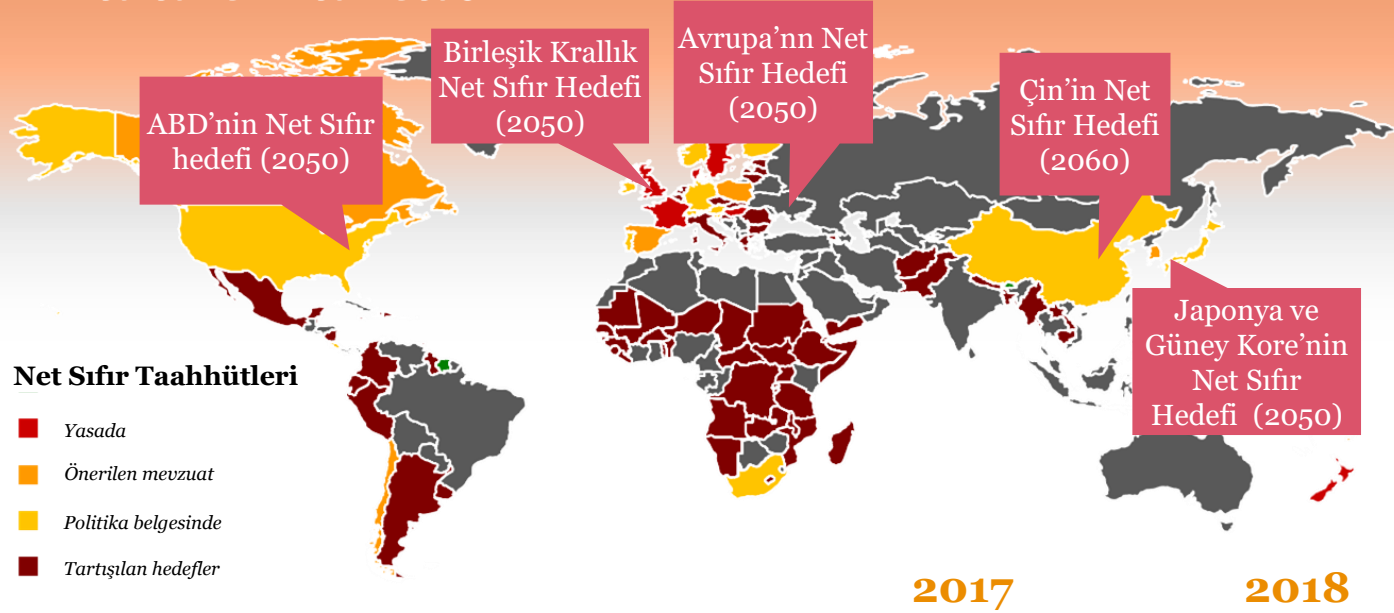 ABD’nin Net Sıfır
hedefi (2050)
Birleşik Krallık
Net Sıfır Hedefi
(2050)
Avrupa’nn Net
Sıfır Hedefi
(2050)
Çin’in Net
Sıfır Hedefi
(2060)
Japonya ve
Güney Kore’nin
Net Sıfır
Hedefi (2050)
Net Sıfır Taahhütleri
Yasada
Önerilen mevzuat
Politika belgesinde
Tartışılan hedefler
2017
2018